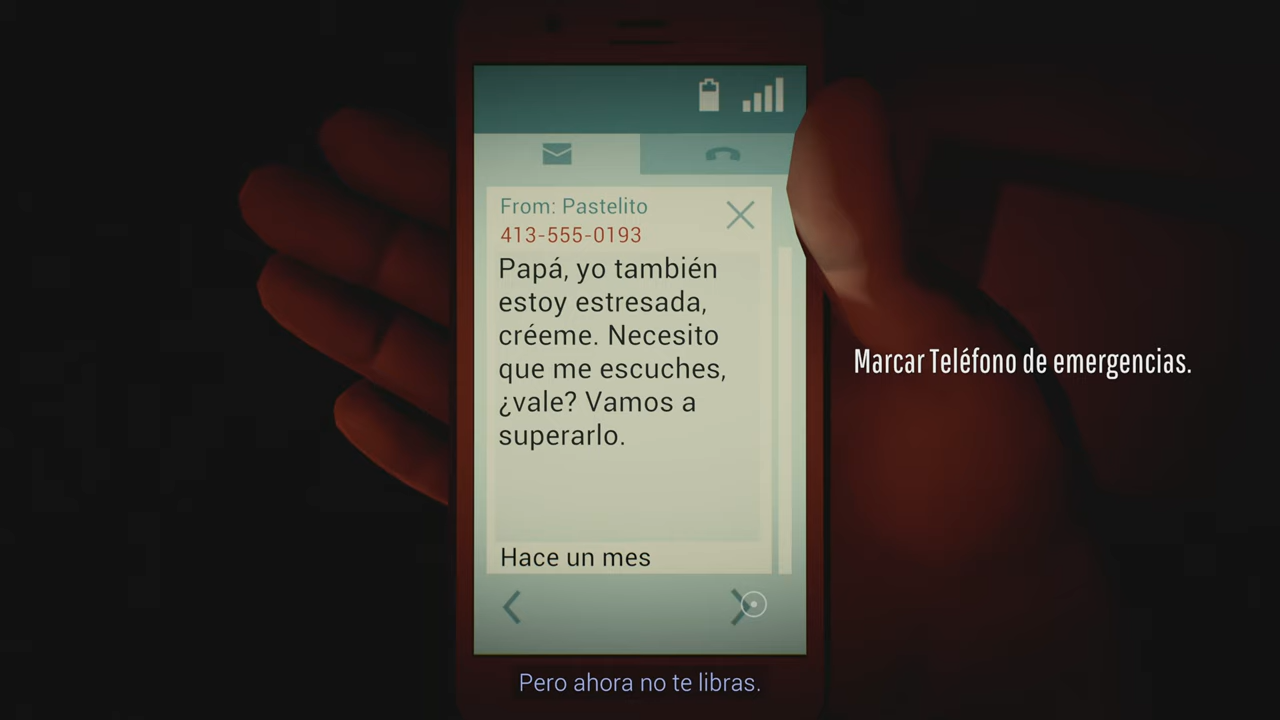 From: Pastelito
413-555-0193
Papá, yo también
estoy estresada,
créeme. Necesito
que me escuches,
¿vale? Vamos a
superarlo.
Hace un mes
Marcar Teléfono de emergencias.
Pero ahora no te libras.